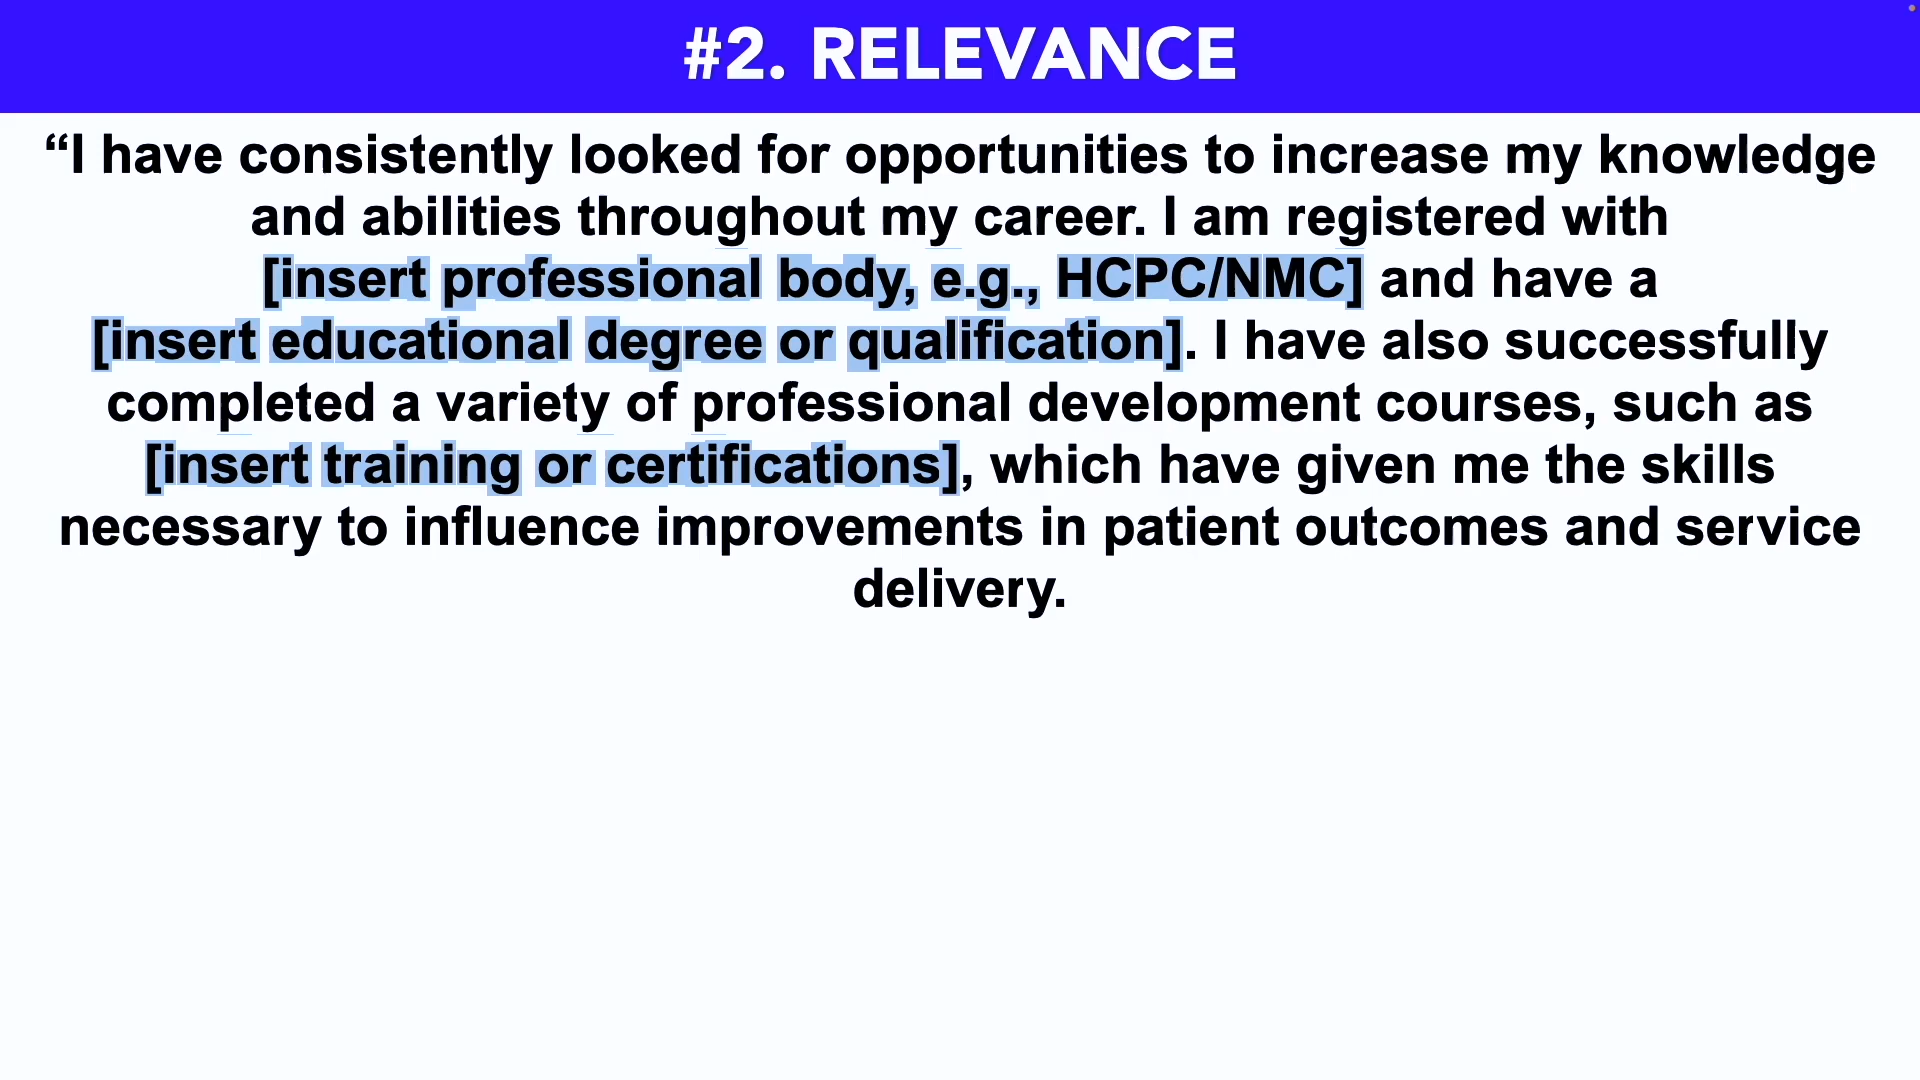 #2. RELEVANCE
“I have consistently looked for opportunities to increase my knowledge
and abilities throughout my career. I am registered with
[insert professional body, e.g., HCPC/NMC] and have a
[insert educational degree or qualification]. I have also successfully
completed a variety of professional development courses, such as
[insert training or certifications], which have given me the skills
necessary to influence improvements in patient outcomes and service
delivery.